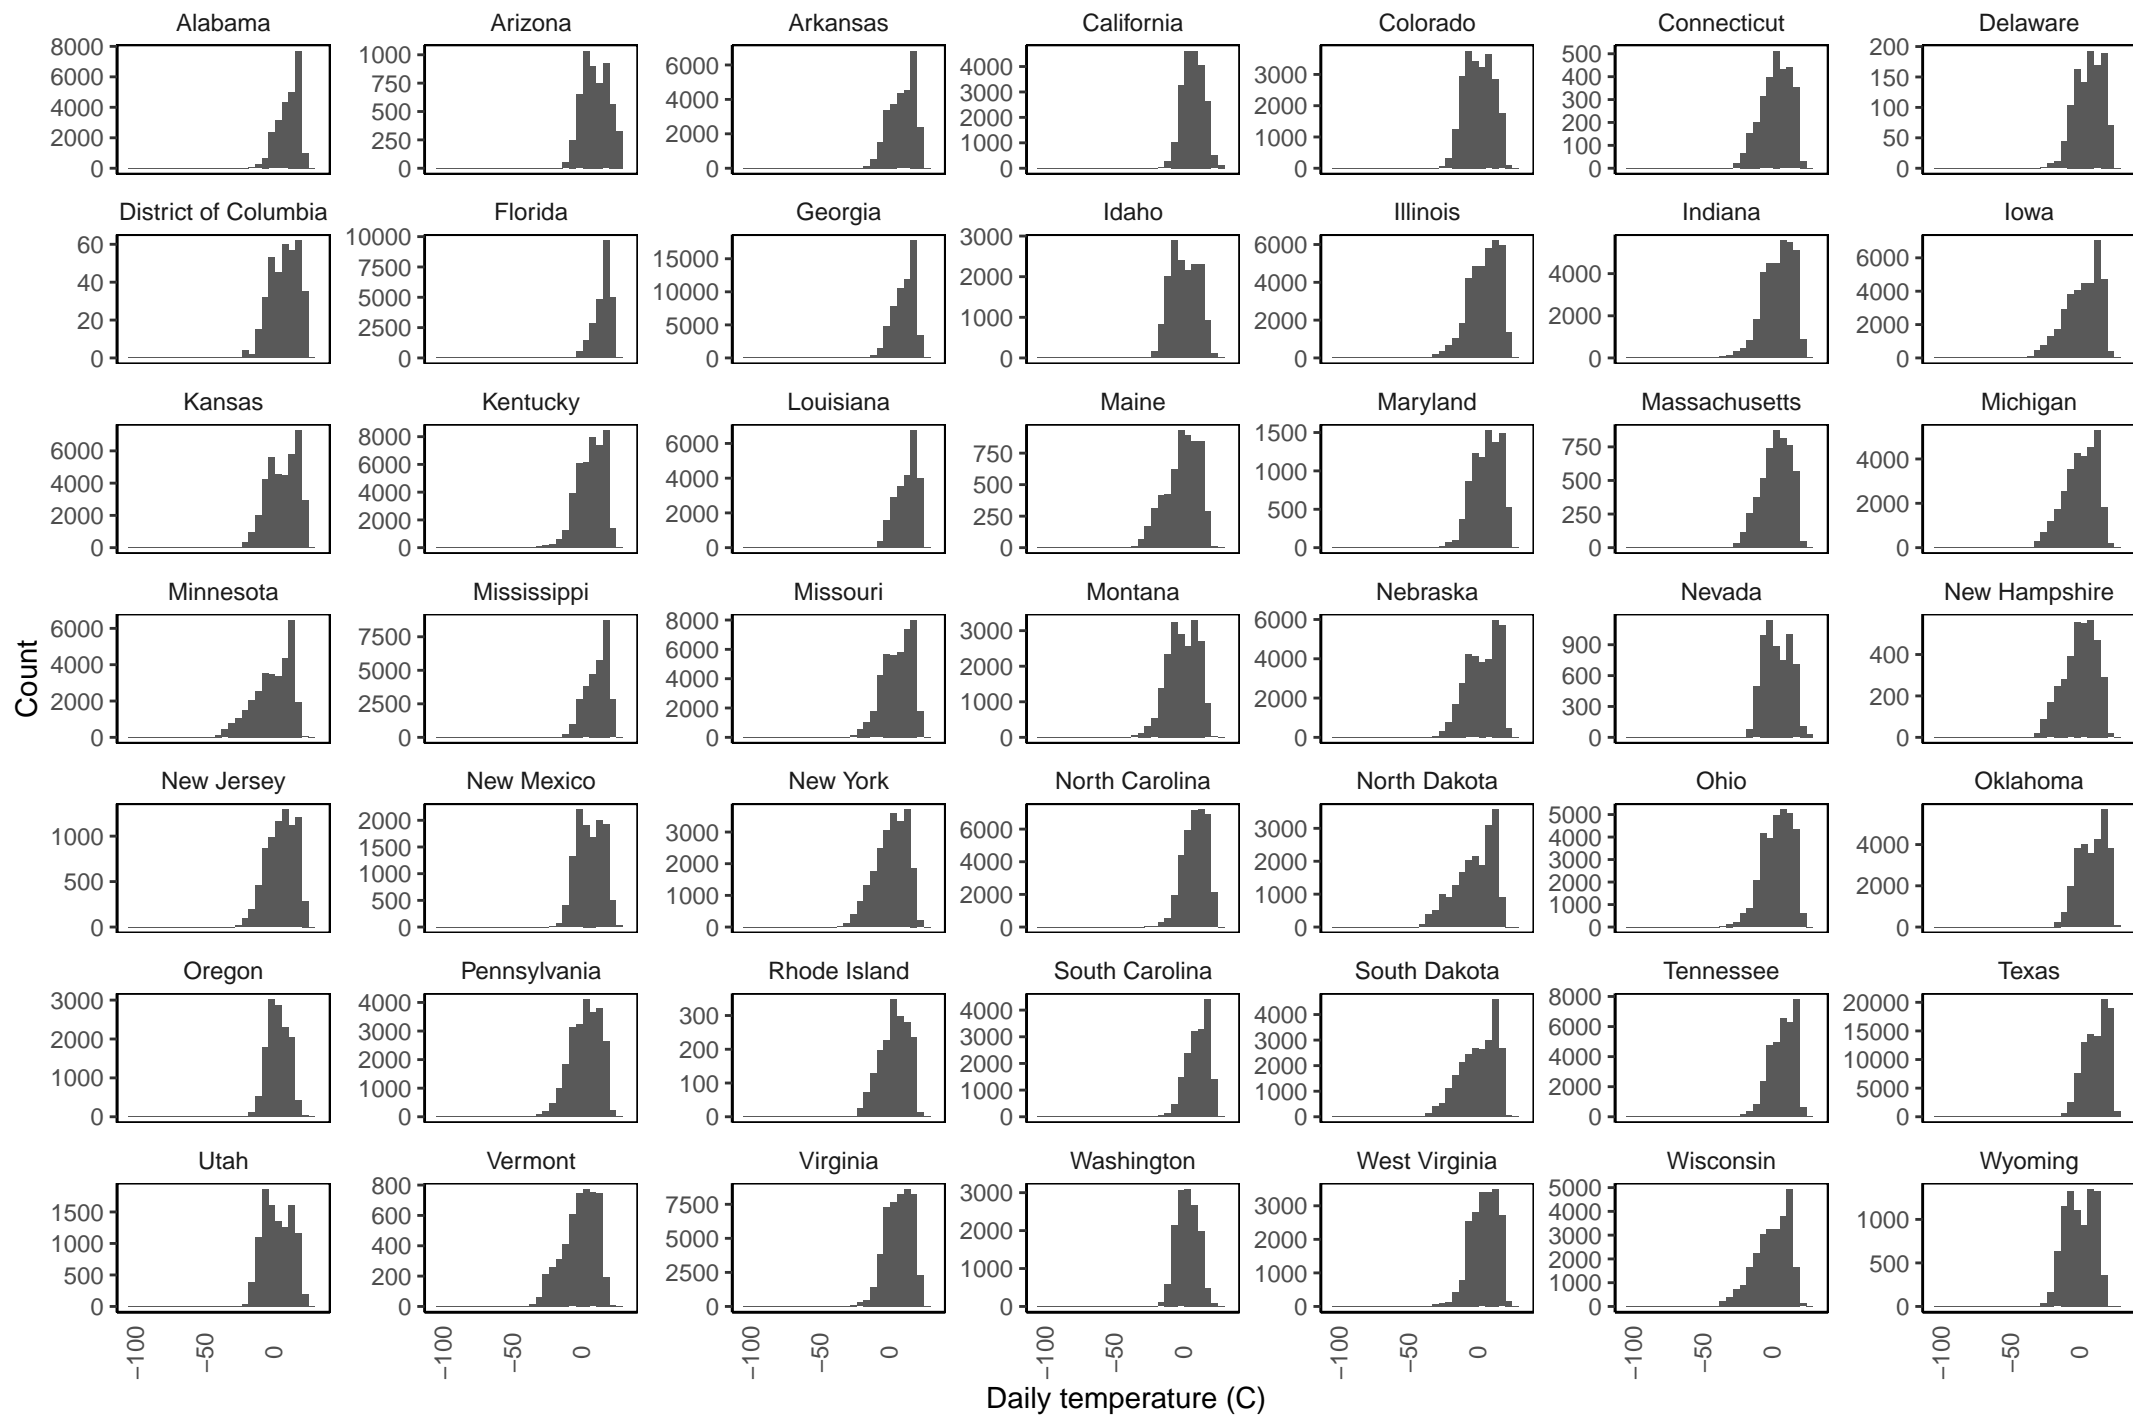 Alabama Arizona Arkansas California Colorado Connecticut Delaware
8000 6000 4000 2000 0
1000 750 500 250 0
6000 4000 2000 0
4000 3000 2000 1000 0
3000 2000 1000 0
500 400 300 200 100 0
200 150 100 50 0
District of Columbia Florida Georgia Idaho Illinois Indiana Iowa
60 40 20 0
10000 7500 5000 2500 0
15000 10000 5000 0
3000 2000 1000 0
6000 4000 2000 0
4000 2000 0
6000 4000 2000 0
Kansas Kentucky Louisiana Maine Maryland Massachusetts Michigan
6000 4000 2000 0
8000 6000 4000 2000 0
6000 4000 2000 0
750 500 250 0
1500 1000 500 0
750 500 250 0
4000 2000 0
Minnesota Mississippi Missouri Montana Nebraska Nevada New Hampshire
6000 4000 2000 0
7500 5000 2500 0
8000 6000 4000 2000 0
3000 2000 1000 0
6000 4000 2000 0
900 600 300 0
400 200 0
Count
New Jersey New Mexico New York North Carolina North Dakota Ohio Oklahoma
1000 500 0
2000 1500 1000 500 0
3000 2000 1000 0
6000 4000 2000 0
3000 2000 1000 0
5000 4000 3000 2000 1000 0
4000 2000 0
Oregon Pennsylvania Rhode Island South Carolina South Dakota Tennessee Texas
3000 2000 1000 0
4000 3000 2000 1000 0
300 200 100 0
4000 3000 2000 1000 0
4000 3000 2000 1000 0
8000 6000 4000 2000 0
20000 15000 10000 5000 0
Utah Vermont Virginia Washington West Virginia Wisconsin Wyoming
1500 1000 500 0
800 600 400 200 0
7500 5000 2500 0
3000 2000 1000 0
3000 2000 1000 0
5000 4000 3000 2000 1000 0
1000 500 0
−100 −50 0 −100 −50 0 −100 −50 0 −100 −50 0 −100 −50 0 −100 −50 0 −100 −50 0
Daily temperature (C)